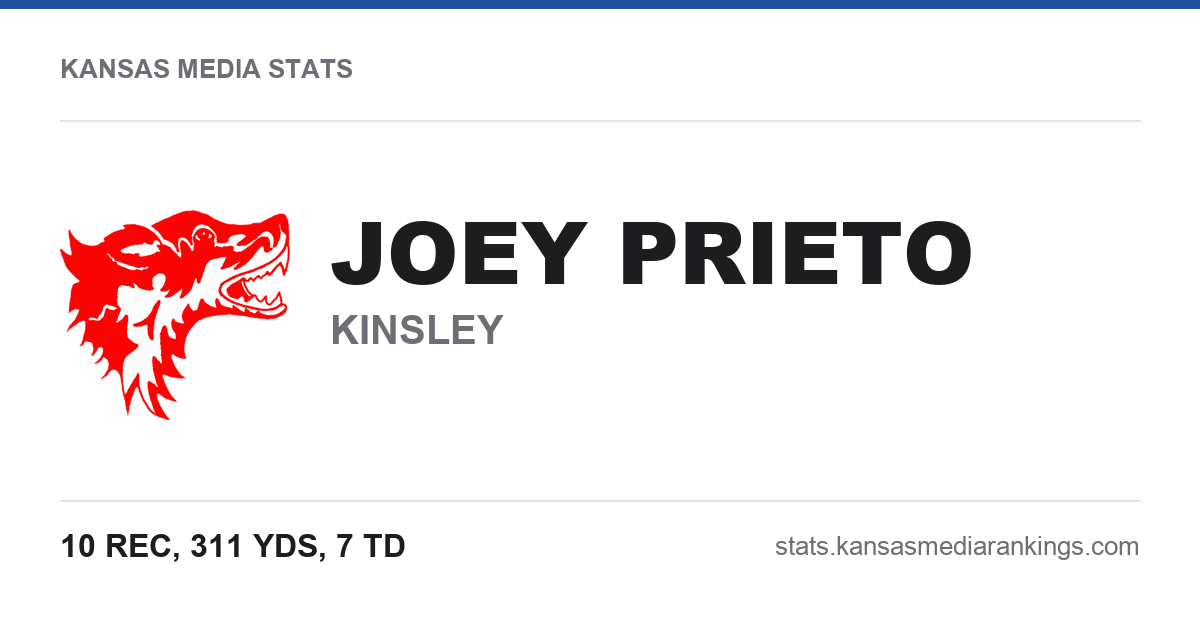 KANSAS MEDIA STATS
JOEY PRIETO
KINSLEY
10 REC, 311 YDS, 7 TD
stats.kansasmediarankings.com